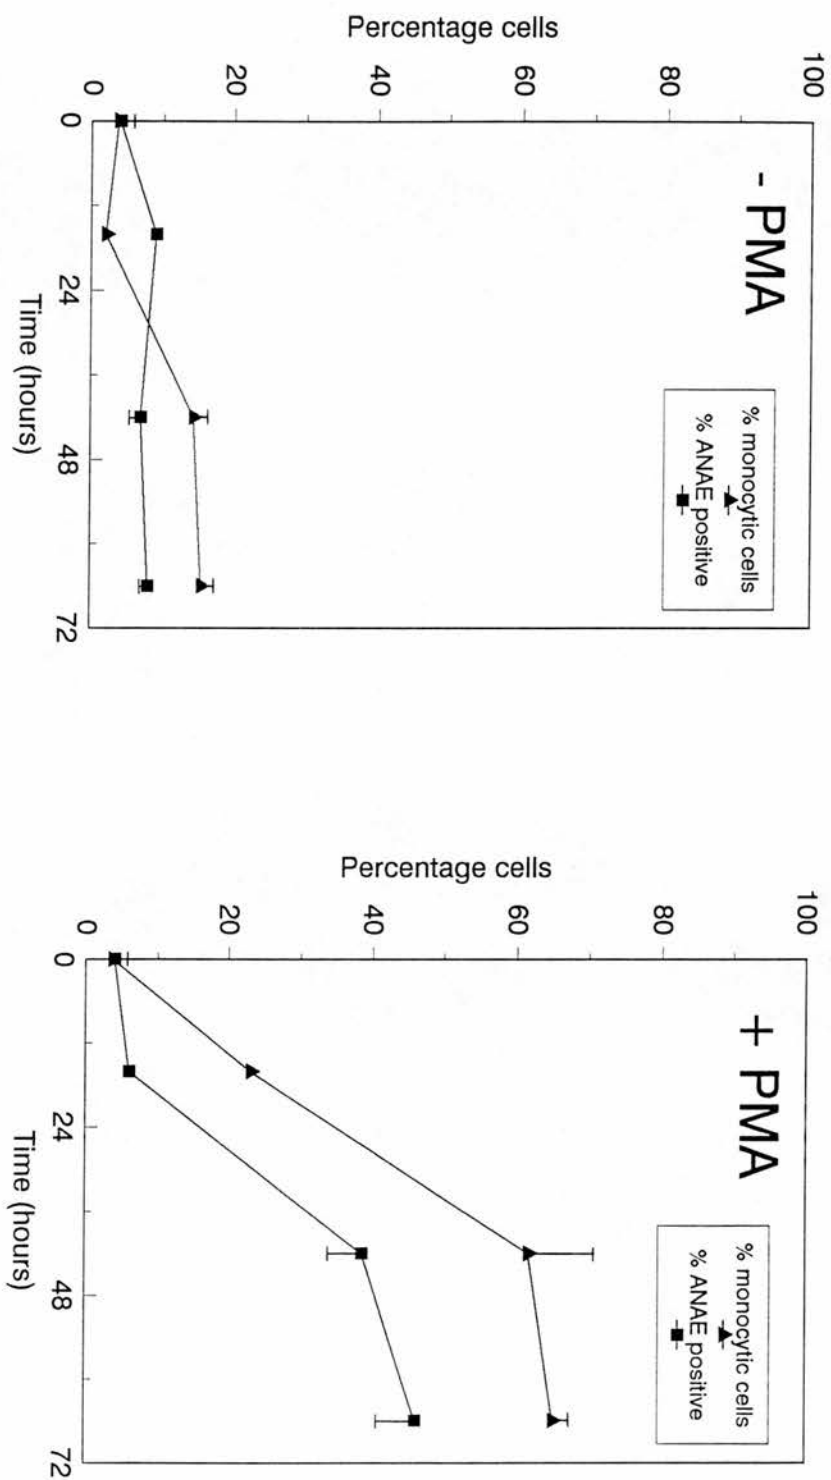 - PMA
% monocytic cells
% ANAE positive
Percentage cells
100
80
60
40
20
0
0
24
48
72
Time (hours)
+ PMA
% monocytic cells
% ANAE positive
Percentage cells
100
80
60
40
20
0
0
24
48
72
Time (hours)